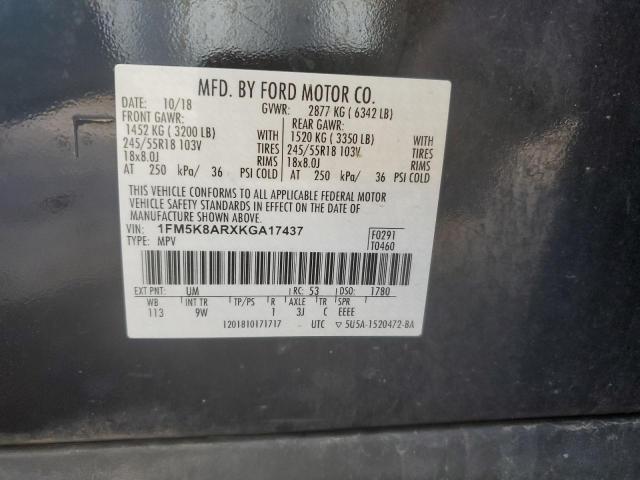 MFD. BY FORD MOTOR CO.
DATE: 10/18 GVWR: 2877 KG ( 6342 LB)
FRONT GAWR: REAR GAWR:
1452 KG ( 3200 LB) WITH 1520 KG ( 3350 LB) WITH
245/55R18 103V TIRES 245/55R18 103V TIRES
18x8.0J RIMS 18x8.0J RIMS
AT 250 kPa/ 36 PSI COLD AT 250 kPa/ 36 PSI COLD
THIS VEHICLE CONFORMS TO ALL APPLICABLE FEDERAL MOTOR
VEHICLE SAFETY STANDARDS IN EFFECT ON THE DATE OF
MANUFACTURE SHOWN ABOVE.
VIN: 1FM5K8ARXKGA17437 F0291
TYPE: MPV T0460
EXT PNT: UM RC: 53 DSO: 1780
WB INT TR TP/PS R AXLE TR SPR
113 9W 1 3J C EEEE
1201810171717 UTC ▽5U5A-1520472-BA